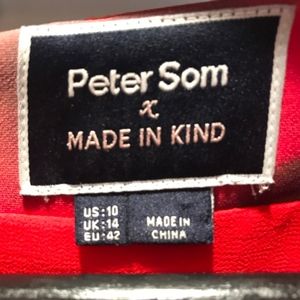 Peter Som
x
MADE IN KIND
US:10
UK:14
EU:42
MADE IN
CHINA